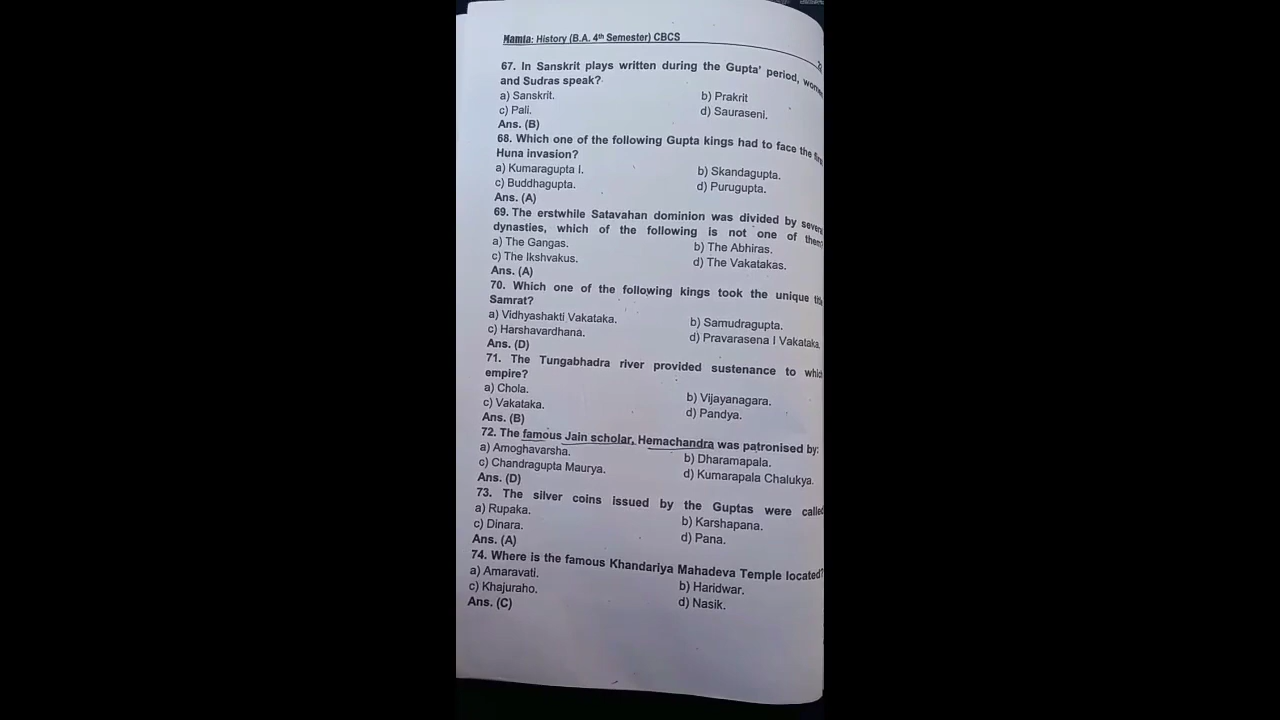 Mamta: History (B.A. 4th Semester) CBCS
67. In Sanskrit plays written during the Gupta' period,
and Sudras speak?
a) Sanskrit. b) Prakrit
c) Pali. d) Sauraseni.
Ans. (B)
68. Which one of the following Gupta kings had to face the
Huna invasion?
a) Kumaragupta I. b) Skandagupta.
c) Buddhagupta. d) Purugupta.
Ans. (A)
69. The erstwhile Satavahan dominion was divided by
dynasties, which of the following is not one of them?
a) The Gangas. b) The Abhiras.
c) The Ikshvakus. d) The Vakatakas.
Ans. (A)
70. Which one of the following kings took the unique
Samrat?
a) Vidhyashakti Vakataka. b) Samudragupta.
c) Harshavardhana. d) Pravarasena I Vakataka.
Ans. (D)
71. The Tungabhadra river provided sustenance to
empire?
a) Chola. b) Vijayanagara.
c) Vakataka. d) Pandya.
Ans. (B)
72. The famous Jain scholar, Hemachandra was patronised by:
a) Amoghavarsha. b) Dharamapala.
c) Chandragupta Maurya. d) Kumarapala Chalukya.
Ans. (D)
73. The silver coins issued by the Guptas were called
a) Rupaka. b) Karshapana.
c) Dinara. d) Pana.
Ans. (A)
74. Where is the famous Khandariya Mahadeva Temple located?
a) Amaravati. b) Haridwar.
c) Khajuraho. d) Nasik.
Ans. (C)